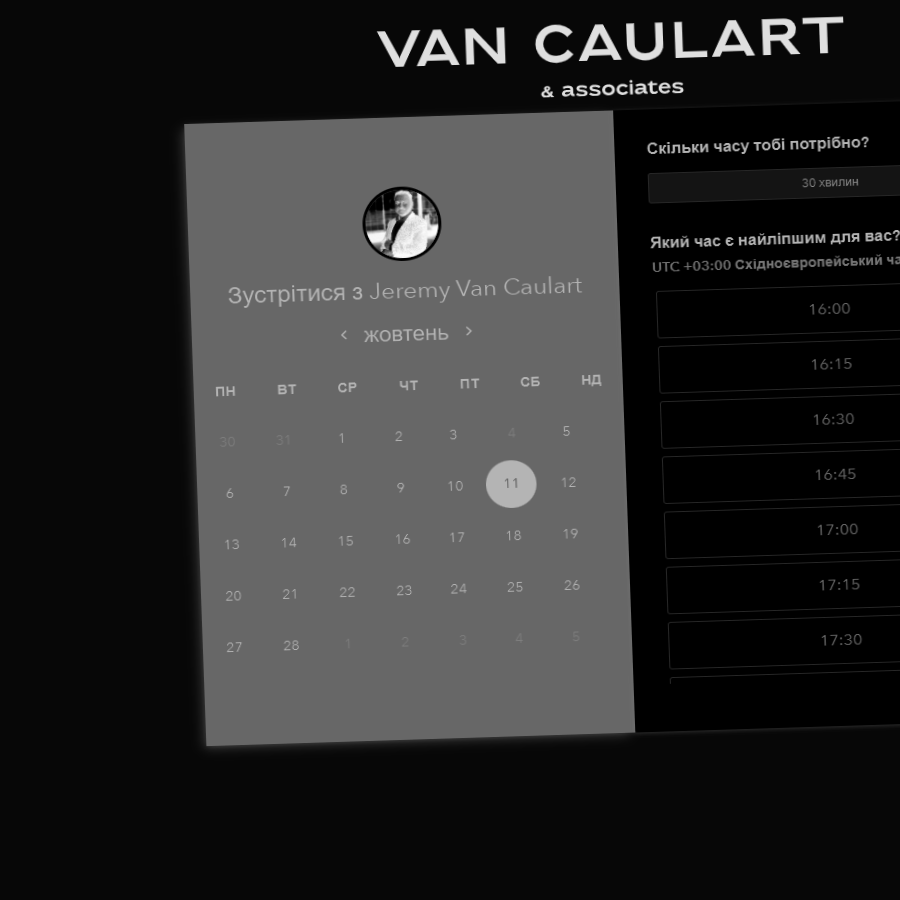 VAN CAULART
& associates
Зустрітися з Jeremy Van Caulart
‹ жовтень ›
ПН ВТ СР ЧТ ПТ СБ НД
30 31 1 2 3 4 5
6 7 8 9 10 11 12
13 14 15 16 17 18 19
20 21 22 23 24 25 26
27 28 1 2 3 4 5
Скільки часу тобі потрібно?
30 хвилин
Який час є найліпшим для вас?
UTC +03:00 Східноєвропейський
16:00
16:15
16:30
16:45
17:00
17:15
17:30